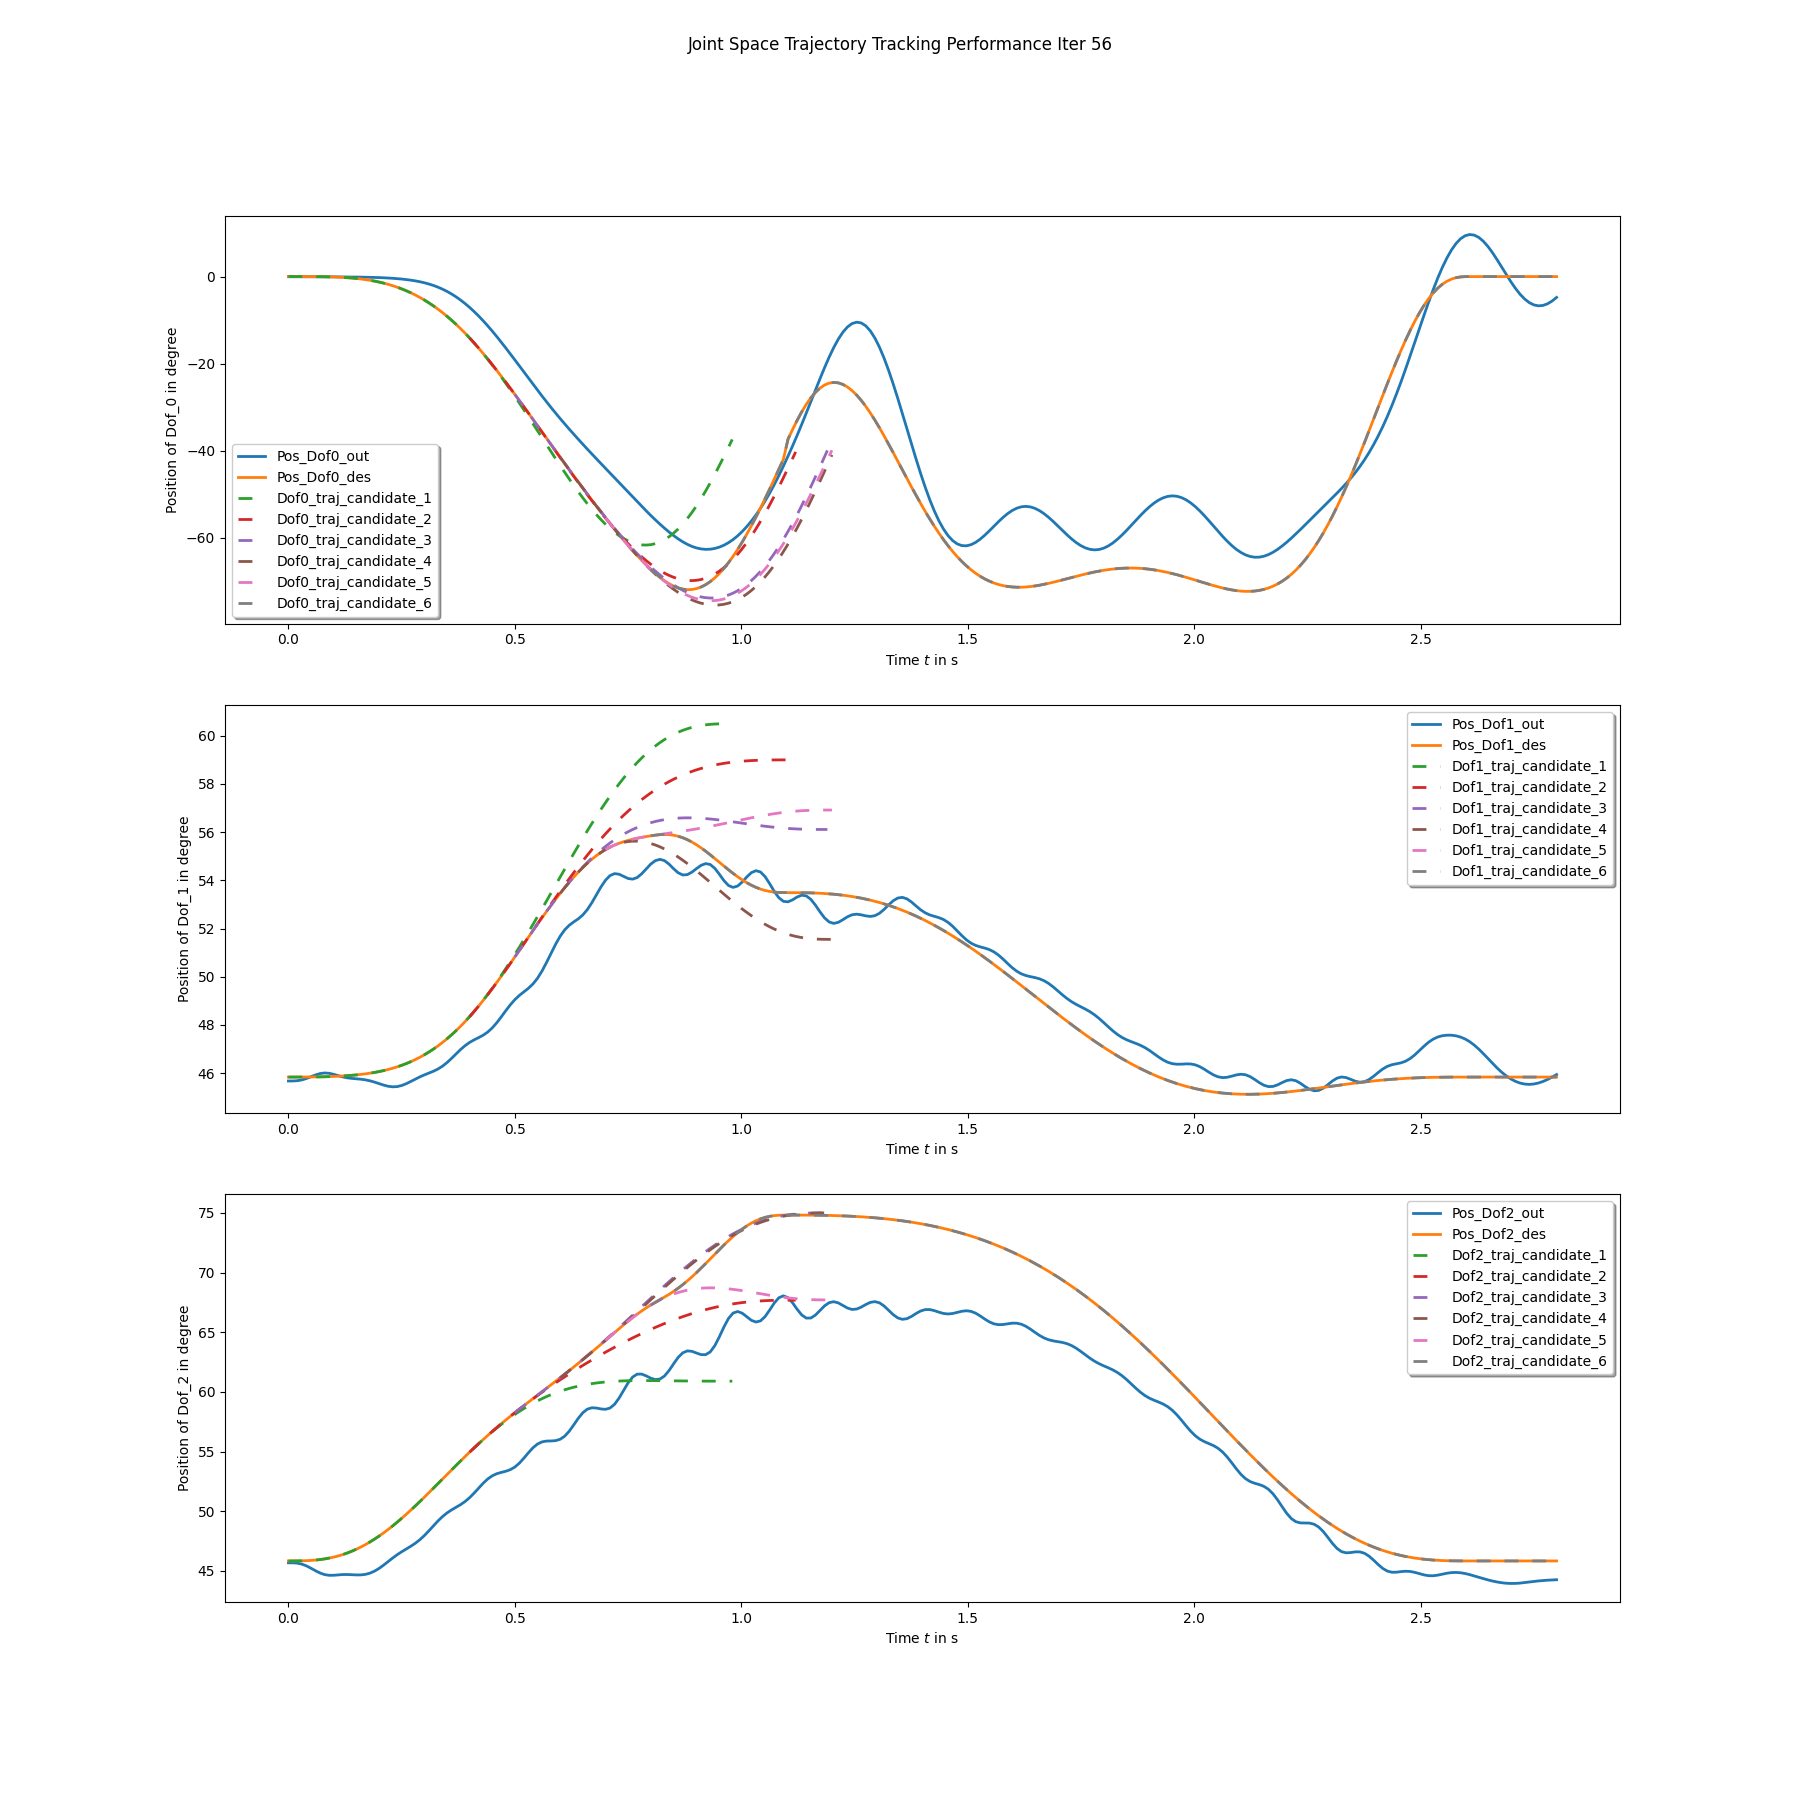 Joint Space Trajectory Tracking Performance Iter 56
Position of Dof_0 in degree
0
−20
−40
−60
Pos_Dof0_out
Pos_Dof0_des
Dof0_traj_candidate_1
Dof0_traj_candidate_2
Dof0_traj_candidate_3
Dof0_traj_candidate_4
Dof0_traj_candidate_5
Dof0_traj_candidate_6
0.0 0.5 1.0 1.5 2.0 2.5
Time t in s
Position of Dof_1 in degree
60
58
56
54
52
50
48
46
Pos_Dof1_out
Pos_Dof1_des
Dof1_traj_candidate_1
Dof1_traj_candidate_2
Dof1_traj_candidate_3
Dof1_traj_candidate_4
Dof1_traj_candidate_5
Dof1_traj_candidate_6
0.0 0.5 1.0 1.5 2.0 2.5
Time t in s
Position of Dof_2 in degree
75
70
65
60
55
50
45
Pos_Dof2_out
Pos_Dof2_des
Dof2_traj_candidate_1
Dof2_traj_candidate_2
Dof2_traj_candidate_3
Dof2_traj_candidate_4
Dof2_traj_candidate_5
Dof2_traj_candidate_6
0.0 0.5 1.0 1.5 2.0 2.5
Time t in s